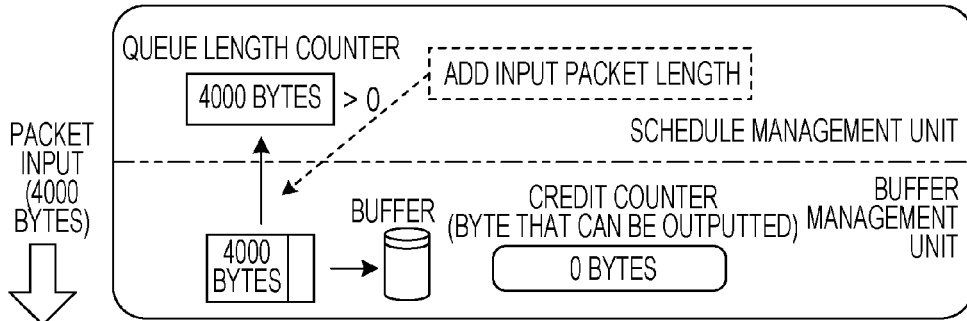 QUEUE LENGTH COUNTER
4000 BYTES > 0
ADD INPUT PACKET LENGTH
SCHEDULE MANAGEMENT UNIT
PACKET
INPUT
(4000
BYTES)
4000
BYTES
BUFFER
CREDIT COUNTER
(BYTE THAT CAN BE OUTPUTTED)
0 BYTES
BUFFER
MANAGEMENT
UNIT